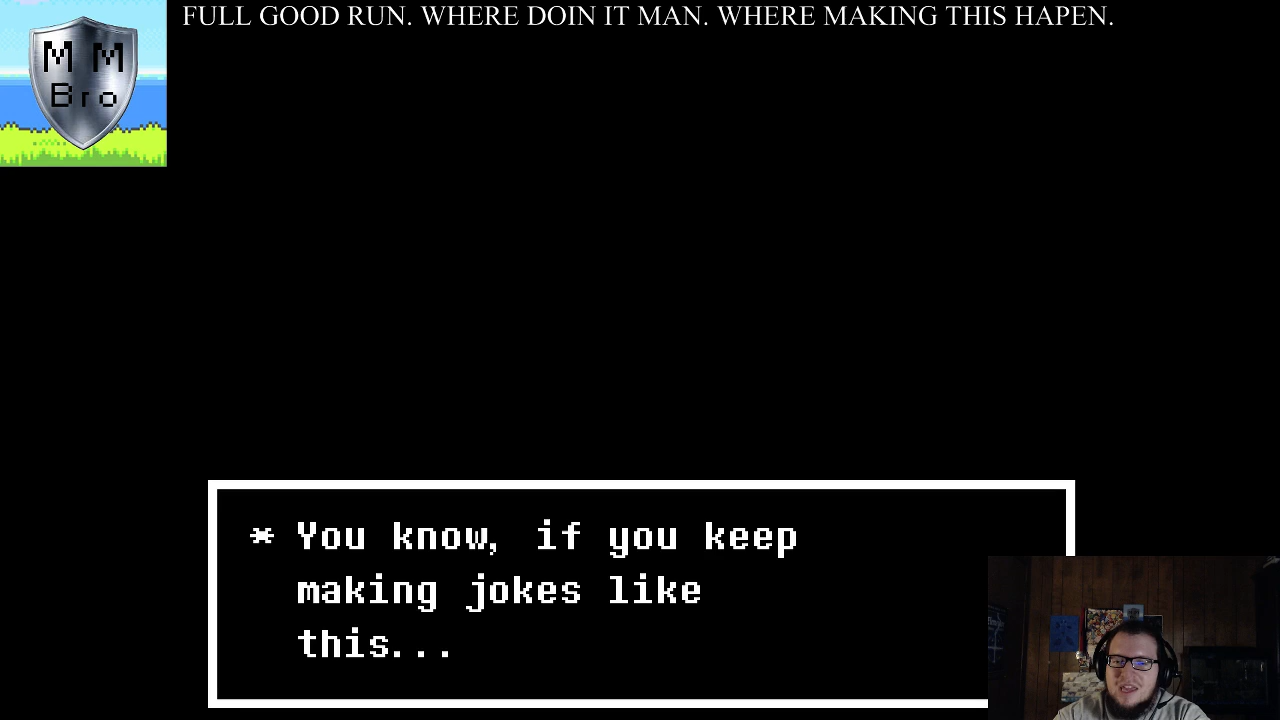 FULL GOOD RUN. WHERE DOIN IT MAN. WHERE MAKING THIS HAPEN.
M M
Bro
* You know, if you keep
making jokes like
this...